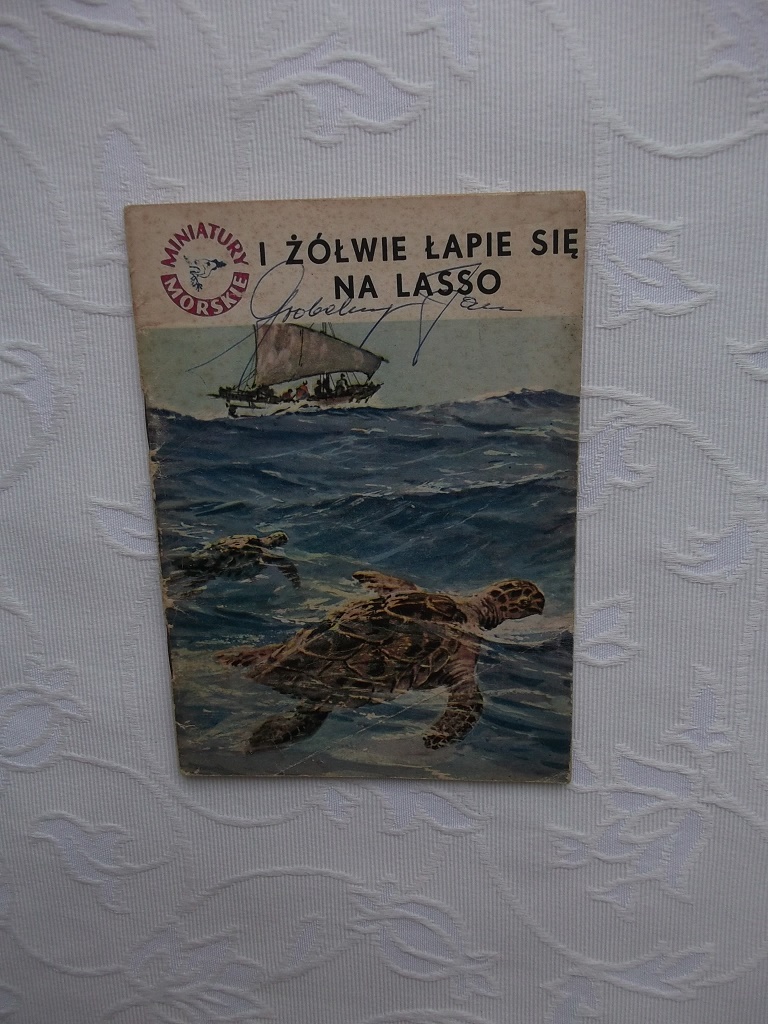 MINIATURY
MORSKIE
I ŻÓŁWIE ŁAPIE SIĘ
NA LASSO